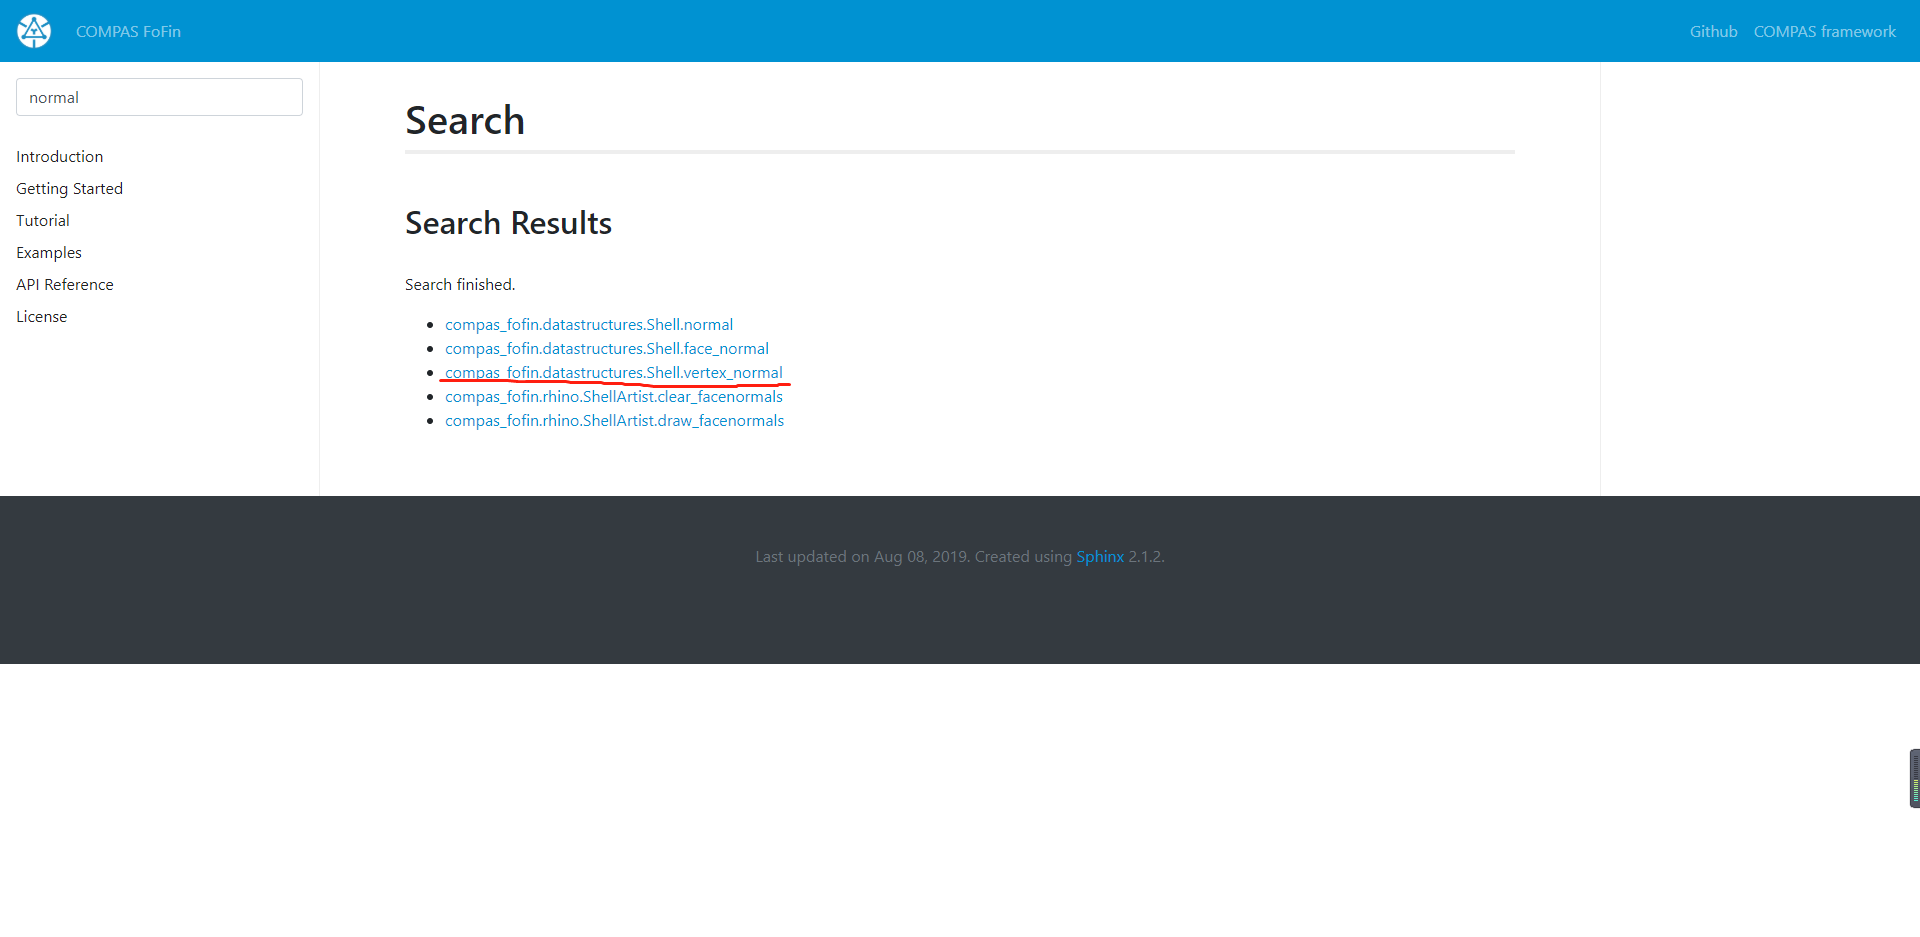 COMPAS FoFin
Github
COMPAS framework
normal
Introduction
Getting Started
Tutorial
Examples
API Reference
License
Search
Search Results
Search finished.
compas_fofin.datastructures.Shell.normal
compas_fofin.datastructures.Shell.face_normal
compas_fofin.datastructures.Shell.vertex_normal
compas_fofin.rhino.ShellArtist.clear_facenormals
compas_fofin.rhino.ShellArtist.draw_facenormals
Last updated on Aug 08, 2019. Created using Sphinx 2.1.2.